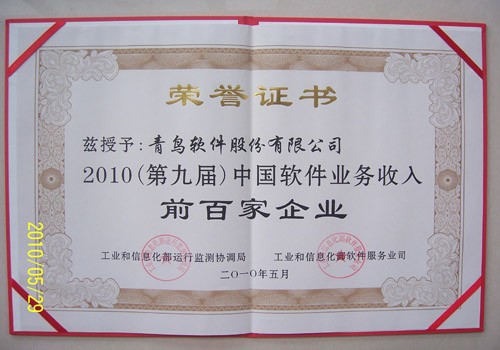 荣誉证书
兹授予：青鸟软件股份有限公司
2010(第九届)中国软件业务收入
前百家企业
工业和信息化部运行监测协调局 工业和信息化部软件服务业司
二〇一〇年五月
2010/05/29